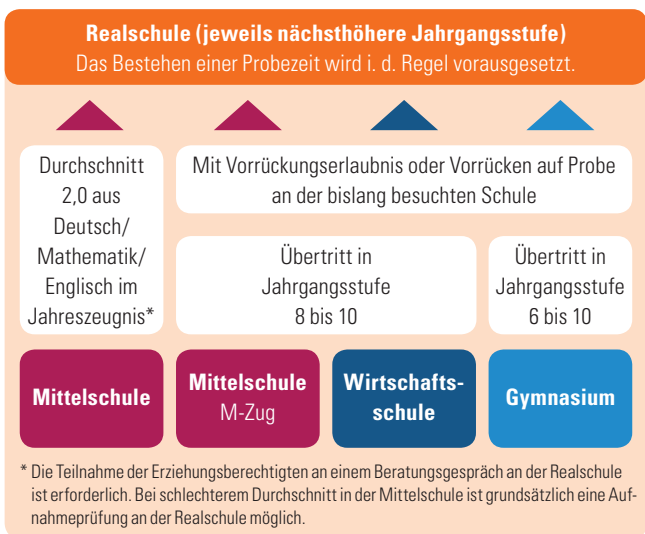 Realschule (jeweils nächsthöhere Jahrgangsstufe)
Das Bestehen einer Probezeit wird i. d. Regel vorausgesetzt.
Durchschnitt
2,0 aus
Deutsch/
Mathematik/
Englisch im
Jahreszeugnis*
Mit Vorrückungserlaubnis oder Vorrücken auf Probe
an der bislang besuchten Schule
Übertritt in
Jahrgangsstufe
8 bis 10
Übertritt in
Jahrgangsstufe
6 bis 10
Mittelschule
Mittelschule
M-Zug
Wirtschafts-
schule
Gymnasium
* Die Teilnahme der Erziehungsberechtigten an einem Beratungsgespräch an der Realschule
ist erforderlich. Bei schlechterem Durchschnitt in der Mittelschule ist grundsätzlich eine Auf-
nahmeprüfung an der Realschule möglich.